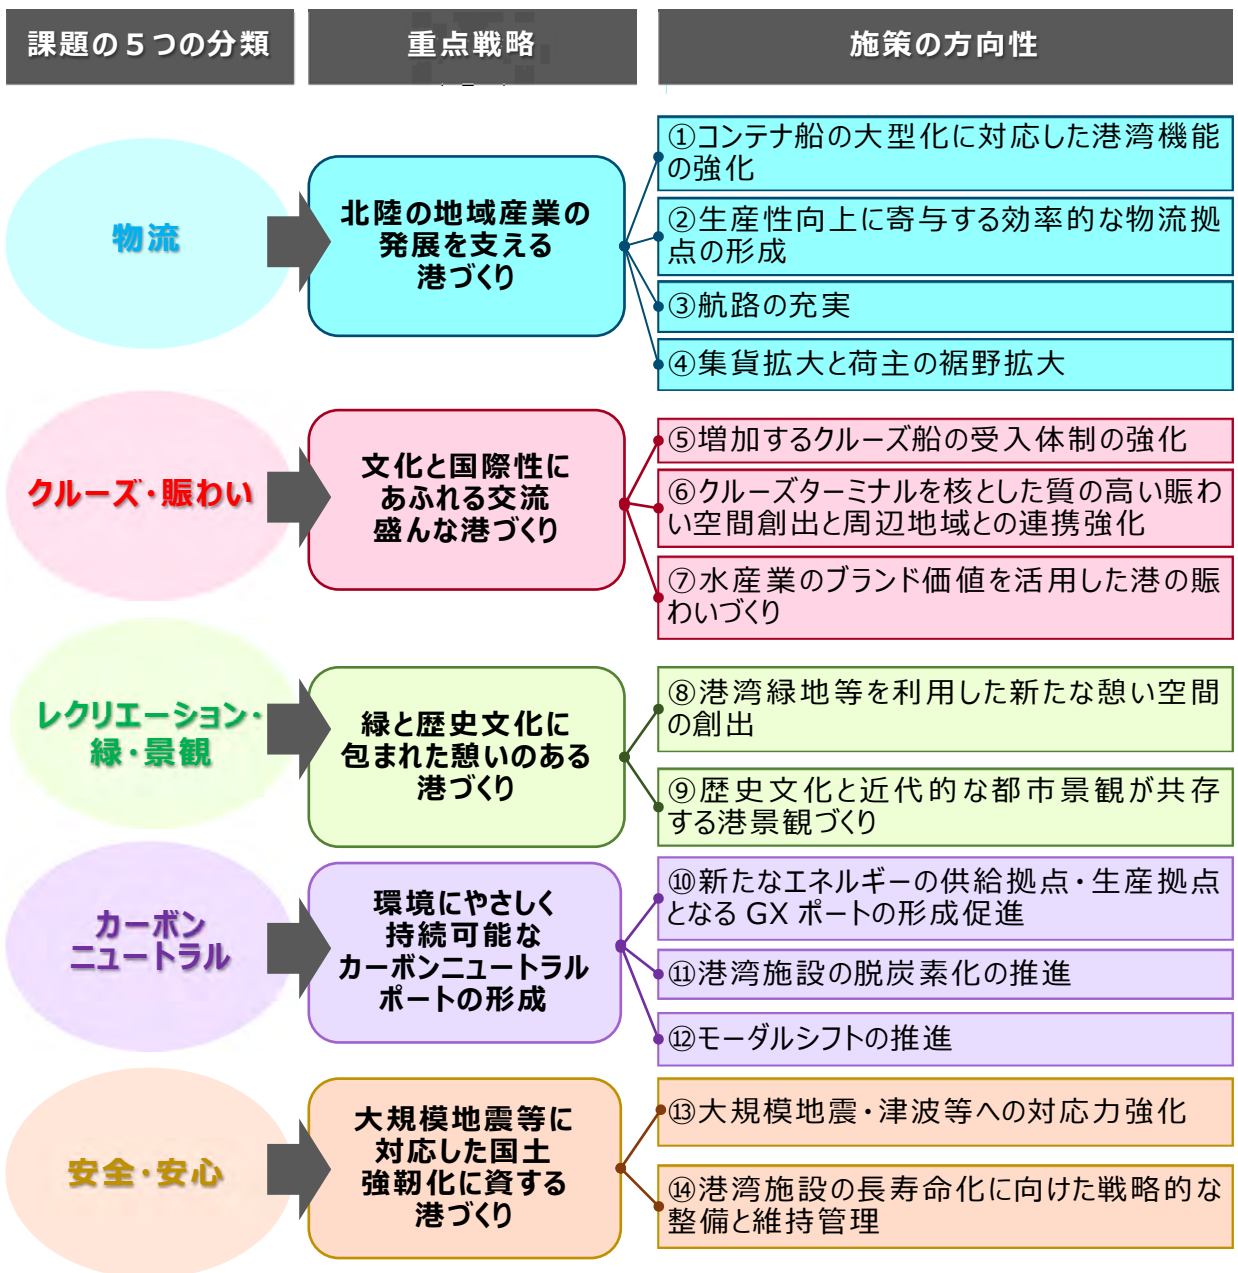 課題の５つの分類
重点戦略
施策の方向性
物流
北陸の地域産業の
発展を支える
港づくり
①コンテナ船の大型化に対応した港湾機能
の強化
②生産性向上に寄与する効率的な物流拠
点の形成
③航路の充実
④集貨拡大と荷主の裾野拡大
クルーズ・賑わい
文化と国際性に
あふれる交流
盛んな港づくり
⑤増加するクルーズ船の受入体制の強化
⑥クルーズターミナルを核とした質の高い賑わ
い空間創出と周辺地域との連携強化
⑦水産業のブランド価値を活用した港の賑
わいづくり
レクリエーション・
緑・景観
緑と歴史文化に
包まれた憩いのある
港づくり
⑧港湾緑地等を利用した新たな憩い空間
の創出
⑨歴史文化と近代的な都市景観が共存
する港景観づくり
カーボン
ニュートラル
環境にやさしく
持続可能な
カーボンニュートラル
ポートの形成
⑩新たなエネルギーの供給拠点・生産拠点
となる GX ポートの形成促進
⑪港湾施設の脱炭素化の推進
⑫モーダルシフトの推進
安全・安心
大規模地震等に
対応した国土
強靭化に資する
港づくり
⑬大規模地震・津波等への対応力強化
⑭港湾施設の長寿命化に向けた戦略的な
整備と維持管理